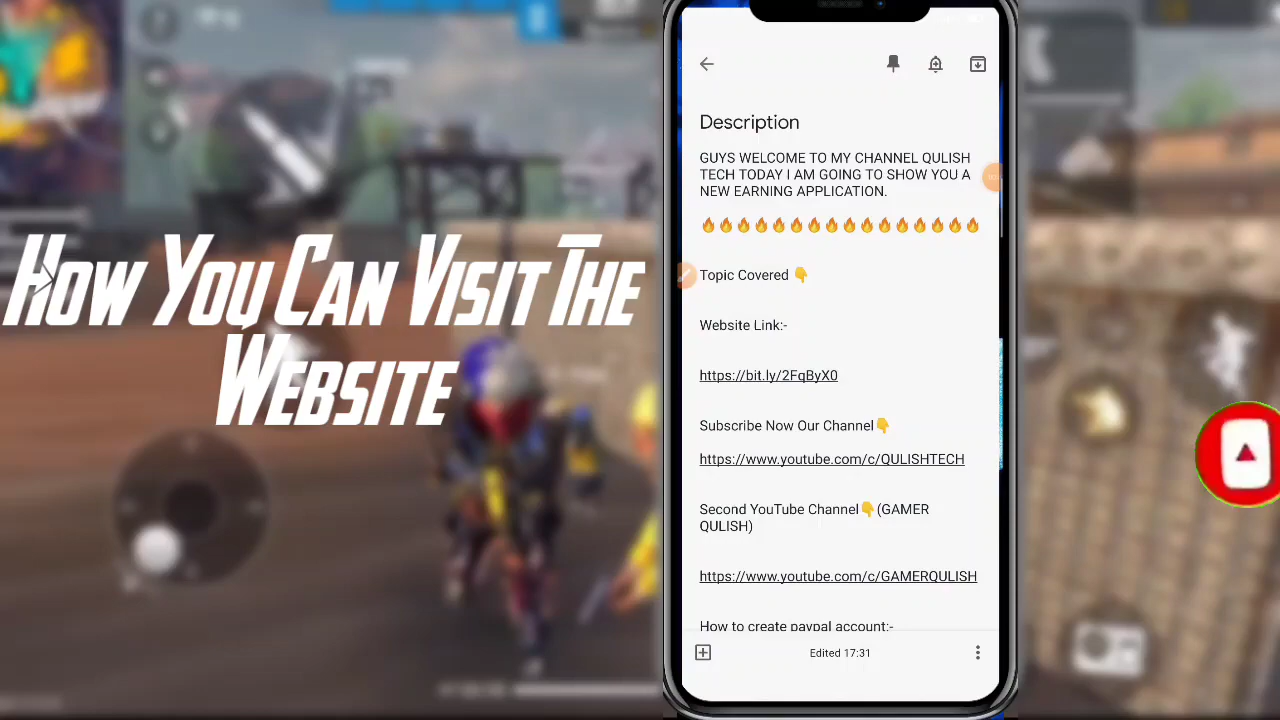 How You Can Visit The
Website
Description
GUYS WELCOME TO MY CHANNEL QULISH
TECH TODAY I AM GOING TO SHOW YOU A
NEW EARNING APPLICATION.
🔥🔥🔥🔥🔥🔥🔥🔥🔥🔥🔥🔥🔥🔥🔥🔥
Topic Covered 👇
Website Link:-
https://bit.ly/2FqByX0
Subscribe Now Our Channel👇
https://www.youtube.com/c/QULISHTECH
Second YouTube Channel👇(GAMER
QULISH)
https://www.youtube.com/c/GAMERQULISH
How to create paypal account:-
Edited 17:31